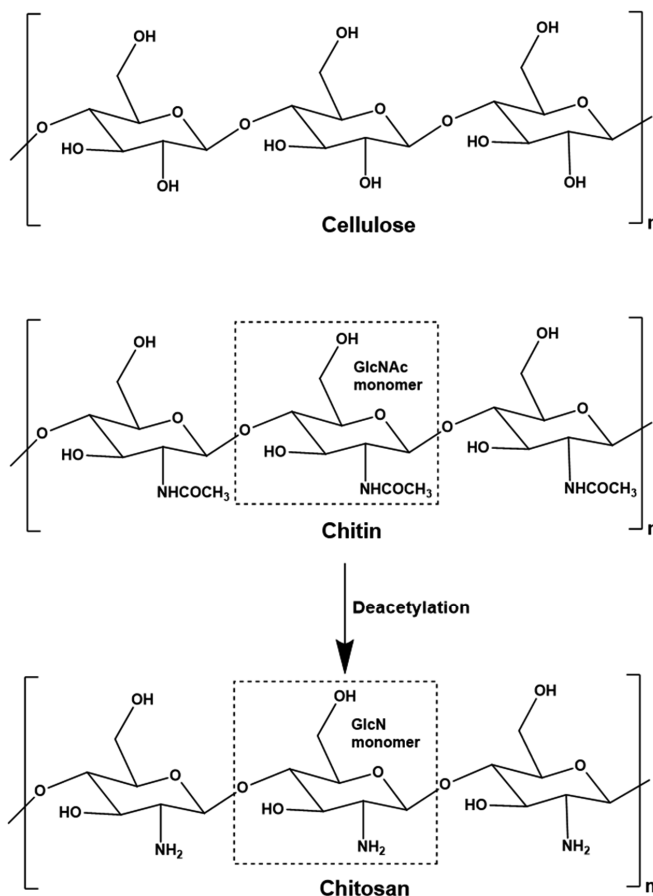 OH OH OH
O O O O O O
HO HO HO
OH OH OH
Cellulose
n
OH OH OH
GlcNAc
monomer
O O O O O O
HO HO HO
NHCOCH3 NHCOCH3 NHCOCH3
Chitin
n
Deacetylation
OH OH OH
GlcN
monomer
O O O O O O
HO HO HO
NH2 NH2 NH2
Chitosan
n